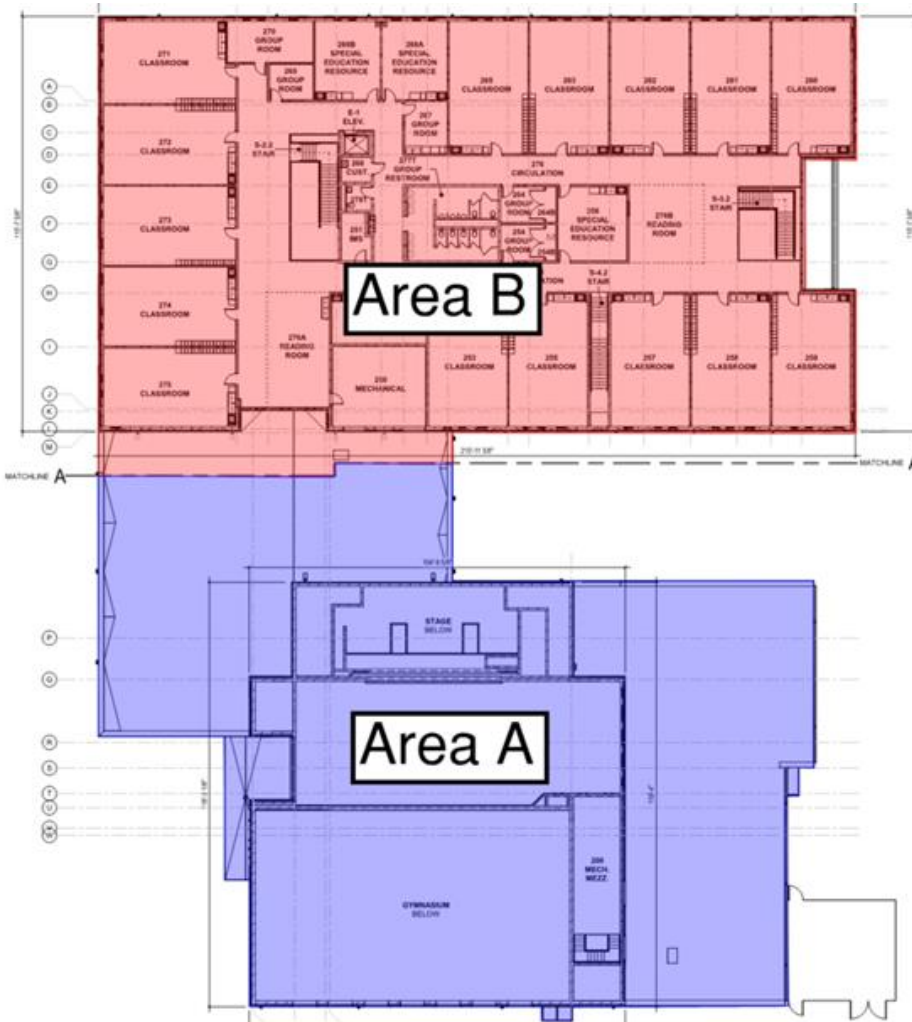 270
GROUP
ROOM
271
CLASSROOM
268B
SPECIAL
EDUCATION
RESOURCE
268A
SPECIAL
EDUCATION
RESOURCE
269
GROUP
ROOM
265
CLASSROOM
263
CLASSROOM
262
CLASSROOM
261
CLASSROOM
260
CLASSROOM
A
B
C
D
E
F
G
H
I
J
K
L
M
E-1
ELEV.
267
GROUP
ROOM
272
CLASSROOM
S-2.2
STAIR
CUST.
277T
GROUP
RESTROOM
276
CIRCULATION
273
CLASSROOM
264
GROUP
ROOM
254
GROUP
ROOM
SPECIAL
EDUCATION
RESOURCE
276B
READING
ROOM
S-3.2
STAIR
S-4.2
STAIR
274
CLASSROOM
Area B
276A
READING
ROOM
275
CLASSROOM
250
MECHANICAL
253
CLASSROOM
255
CLASSROOM
257
CLASSROOM
258
CLASSROOM
259
CLASSROOM
MATCHLINE A
MATCHLINE A
STAGE
BELOW
P
Q
R
S
T
U
Area A
GYMNASIUM
BELOW
200
MECH.
MEZZ.